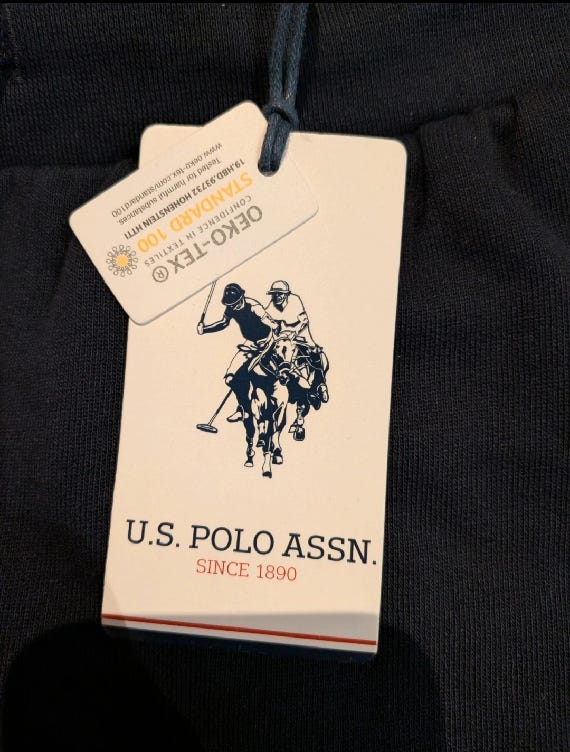 OEKO-TEX®
CONFIDENCE IN TEXTILES
STANDARD 100
19.HBD.93732 HOHENSTEIN HTTI
Tested for harmful substances.
www.oeko-tex.com/standard100
U.S. POLO ASSN.
SINCE 1890